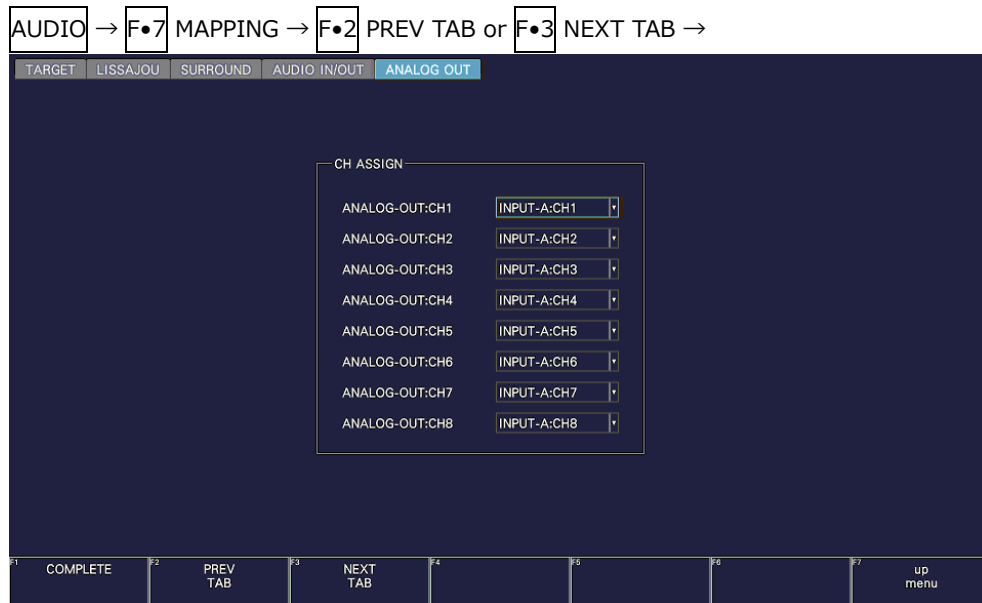 AUDIO → F•7 MAPPING → F•2 PREV TAB or F•3 NEXT TAB →
TARGET LISSAJOU SURROUND AUDIO IN/OUT ANALOG OUT
CH ASSIGN
ANALOG-OUT:CH1 INPUT-A:CH1
ANALOG-OUT:CH2 INPUT-A:CH2
ANALOG-OUT:CH3 INPUT-A:CH3
ANALOG-OUT:CH4 INPUT-A:CH4
ANALOG-OUT:CH5 INPUT-A:CH5
ANALOG-OUT:CH6 INPUT-A:CH6
ANALOG-OUT:CH7 INPUT-A:CH7
ANALOG-OUT:CH8 INPUT-A:CH8
F1 COMPLETE F2 PREV F3 NEXT F4 F5 F6 F7 up
TAB TAB menu